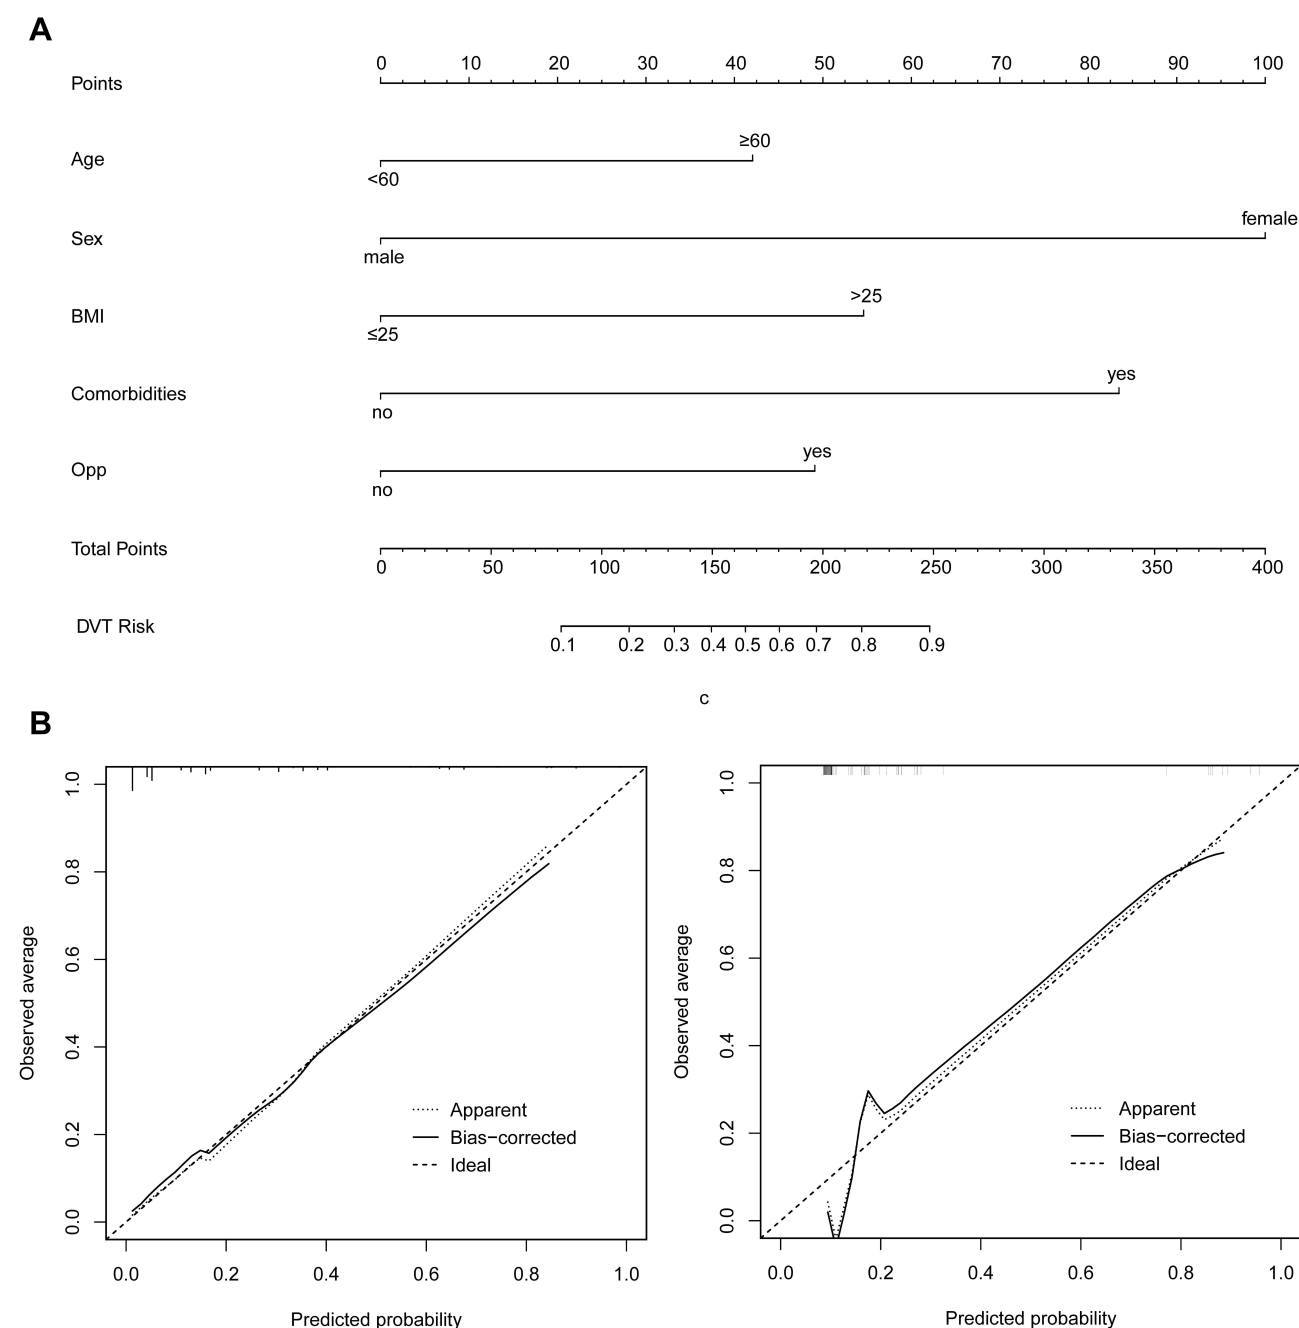 A
0 10 20 30 40 50 60 70 80 90 100
Points
≥60
Age
<60
female
Sex
male
>25
BMI
≤25
yes
Comorbidities
no
yes
Opp
no
Total Points
0 50 100 150 200 250 300 350 400
DVT Risk
0.1 0.2 0.3 0.4 0.5 0.6 0.7 0.8 0.9
c
B
1.0
0.8
0.6
0.4
0.2
0.0
Observed average
Apparent
Bias−corrected
Ideal
0.0 0.2 0.4 0.6 0.8 1.0
Predicted probability
1.0
0.8
0.6
0.4
0.2
0.0
Observed average
Apparent
Bias−corrected
Ideal
0.0 0.2 0.4 0.6 0.8 1.0
Predicted probability